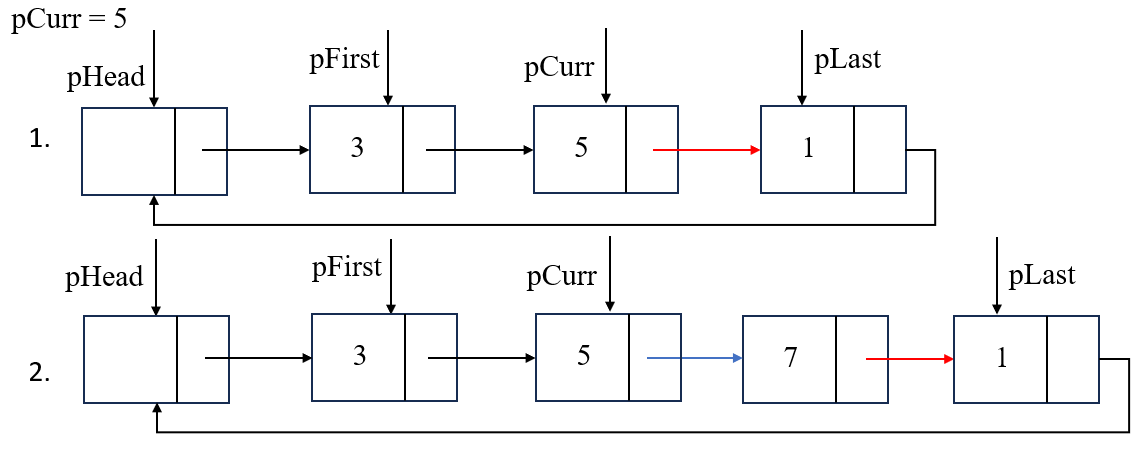 pCurr = 5
pHead
pFirst
pCurr
pLast
1.
3
5
1
pHead
pFirst
pCurr
pLast
2.
3
5
7
1